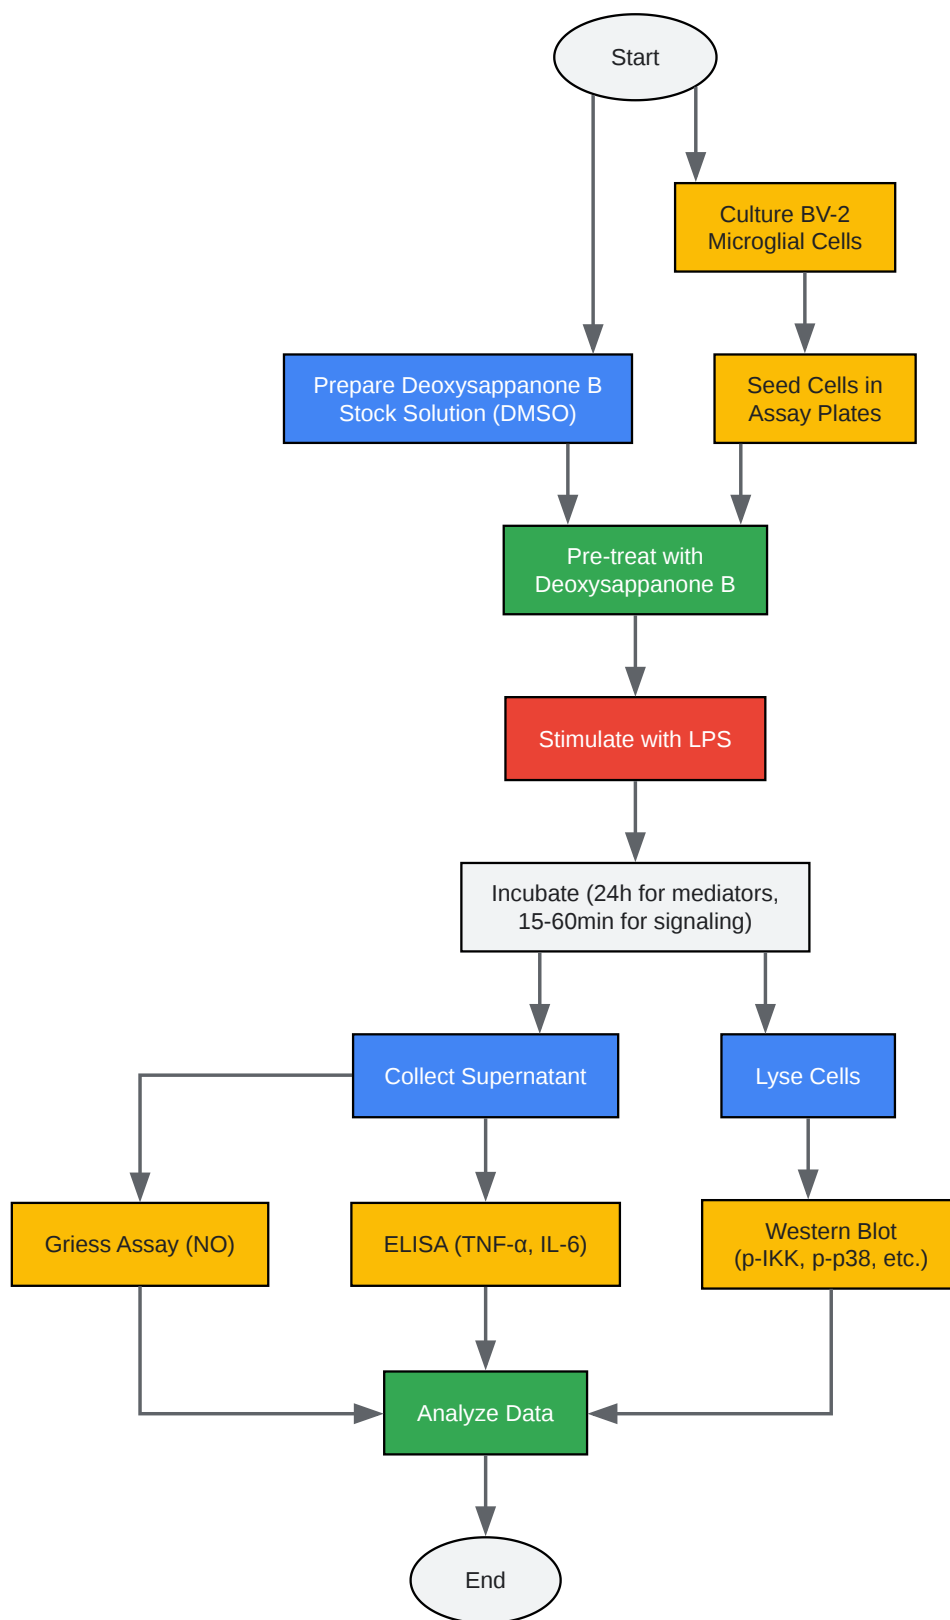 Start
Culture BV-2
Microglial Cells
Prepare Deoxysappanone B
Stock Solution (DMSO)
Seed Cells in
Assay Plates
Pre-treat with
Deoxysappanone B
Stimulate with LPS
Incubate (24h for mediators,
15-60min for signaling)
Collect Supernatant
Lyse Cells
Griess Assay (NO)
ELISA (TNF-α, IL-6)
Western Blot
(p-IKK, p-p38, etc.)
Analyze Data
End